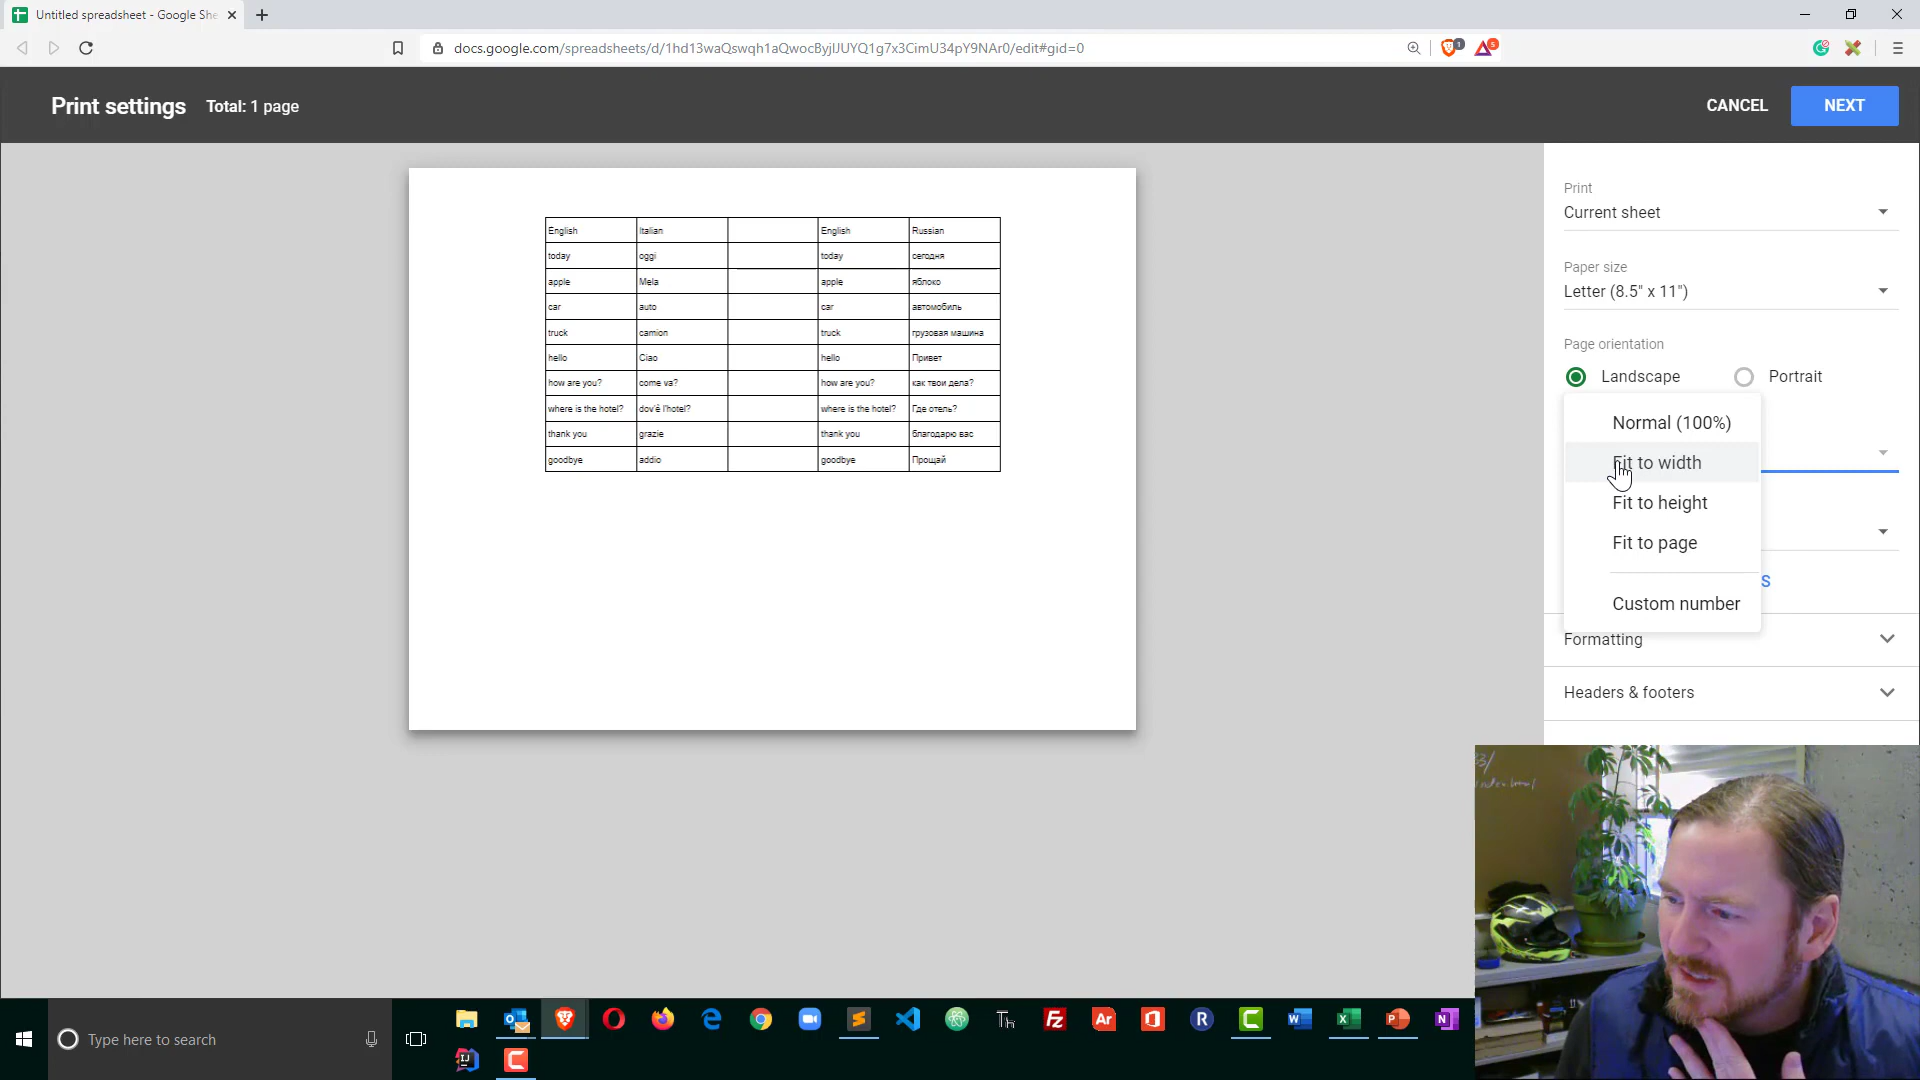 Untitled spreadsheet - Google She
docs.google.com/spreadsheets/d/1hd13waQswqh1aQwocByjIJUYQ1g7x3CimU34pY9NAr0/edit#gid=0
1
5
Print settings Total: 1 page
CANCEL NEXT
English Italian English Russian
today oggi today сегодня
apple Mela apple яблоко
car auto car автомобиль
truck camion truck грузовая машина
hello Ciao hello Привет
how are you? come va? how are you? как твои дела?
where is the hotel? dov'è l'hotel? where is the hotel? Где отель?
thank you grazie thank you благодарю вас
goodbye addio goodbye Прощай
Print
Current sheet
Paper size
Letter (8.5" x 11")
Page orientation
Landscape Portrait
Normal (100%)
Fit to width
Fit to height
Fit to page
S
Custom number
Formatting
Headers & footers
Type here to search